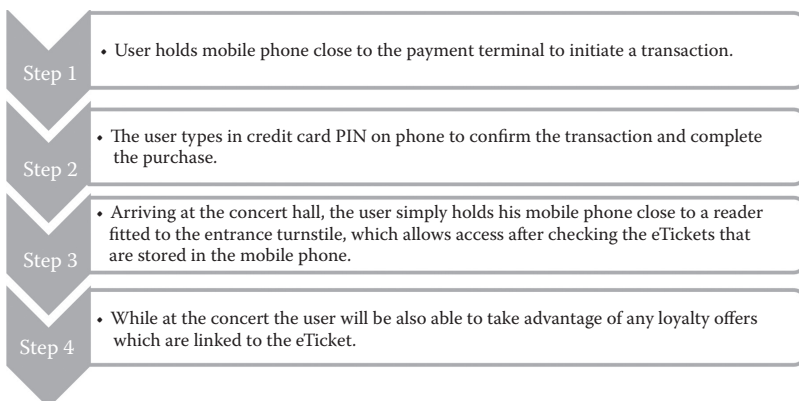 Step 1
• User holds mobile phone close to the payment terminal to initiate a transaction.
Step 2
• The user types in credit card PIN on phone to confirm the transaction and complete
the purchase.
Step 3
• Arriving at the concert hall, the user simply holds his mobile phone close to a reader
fitted to the entrance turnstile, which allows access after checking the eTickets that
are stored in the mobile phone.
Step 4
• While at the concert the user will be also able to take advantage of any loyalty offers
which are linked to the eTicket.